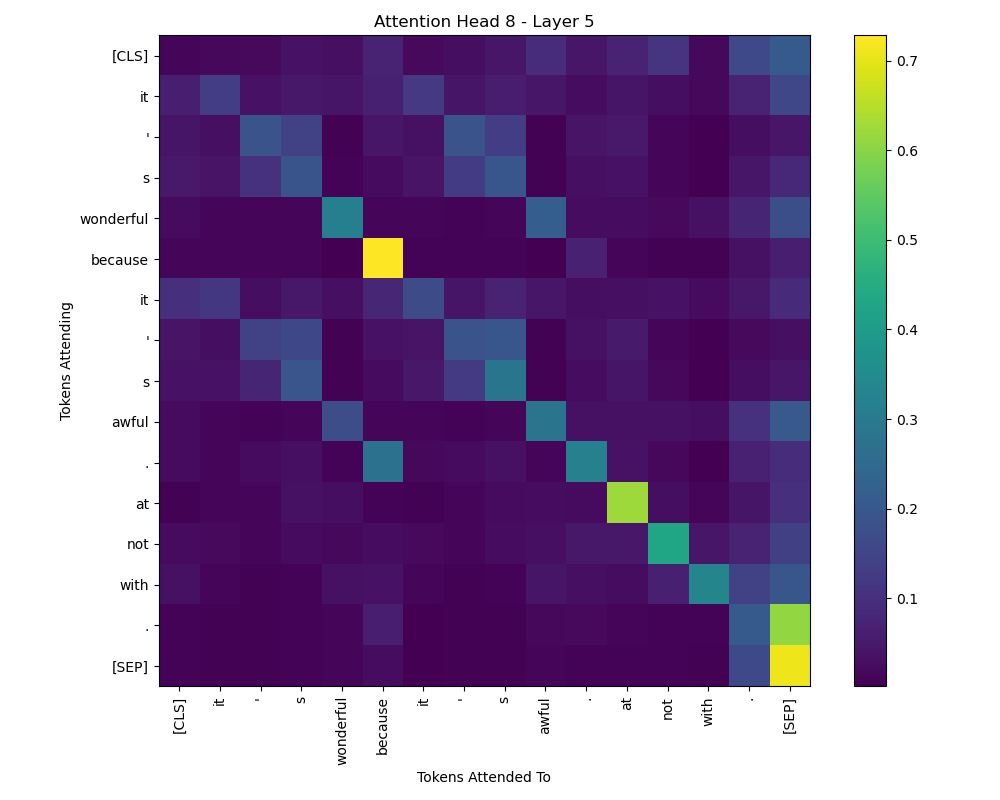 Attention Head 8 - Layer 5
[CLS]
it
'
s
wonderful
because
it
'
s
awful
.
at
not
with
.
[SEP]
Tokens Attending
[CLS]
it
'
s
wonderful
because
it
'
s
awful
.
at
not
with
.
[SEP]
Tokens Attended To
0.7
0.6
0.5
0.4
0.3
0.2
0.1